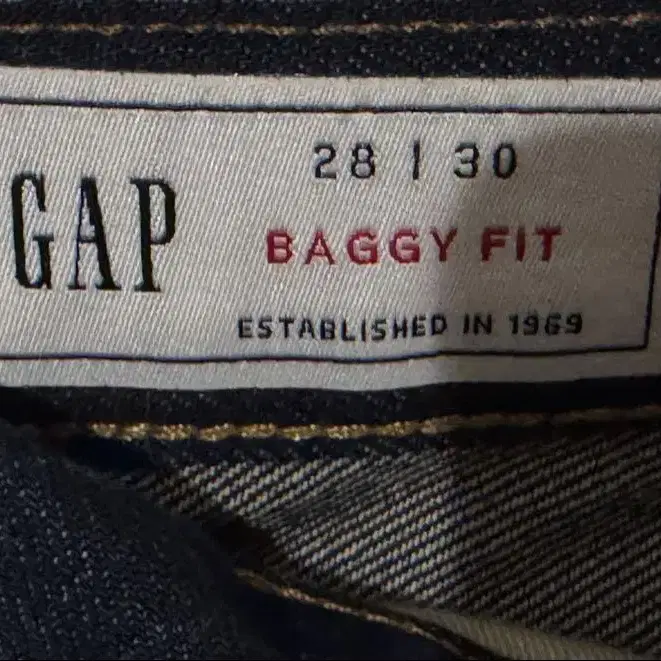 GAP
28 | 30
BAGGY FIT
ESTABLISHED IN 1969